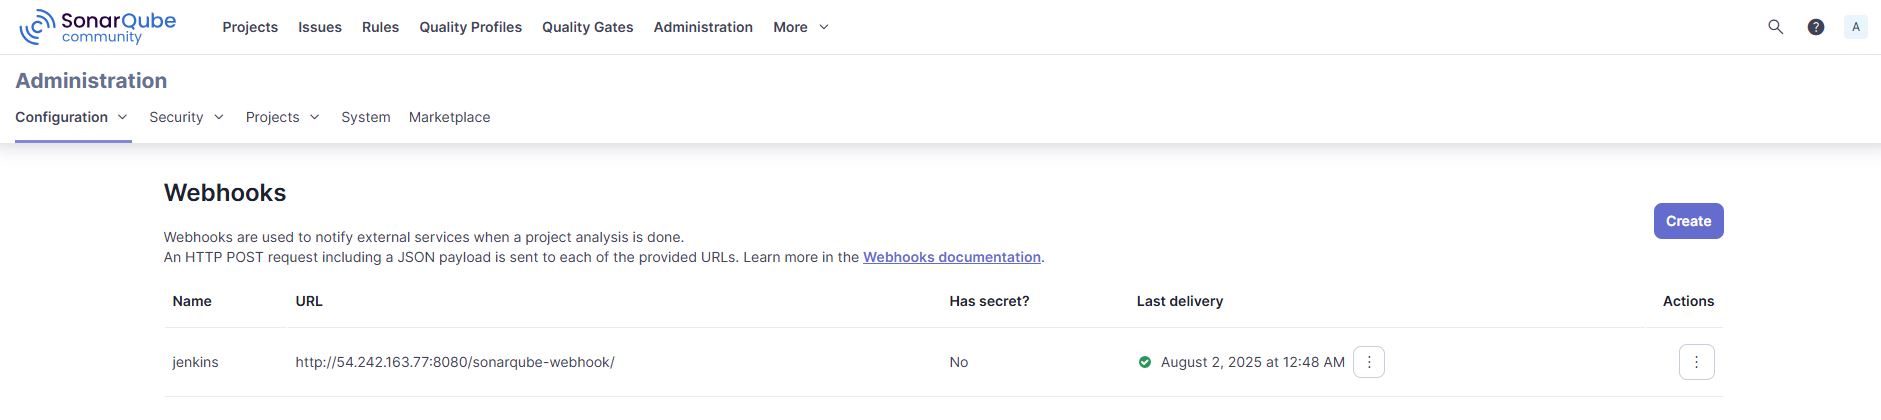 SonarQube community
Projects Issues Rules Quality Profiles Quality Gates Administration More ? A
Administration
Configuration Security Projects System Marketplace
Webhooks
Create
Webhooks are used to notify external services when a project analysis is done.
An HTTP POST request including a JSON payload is sent to each of the provided URLs. Learn more in the Webhooks documentation.
Name URL Has secret? Last delivery Actions
jenkins http://54.242.163.77:8080/sonarqube-webhook/ No August 2, 2025 at 12:48 AM